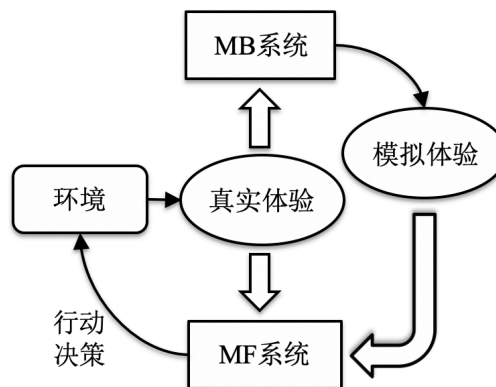 MB系统
模拟体验
环境
真实体验
行动
决策
MF系统